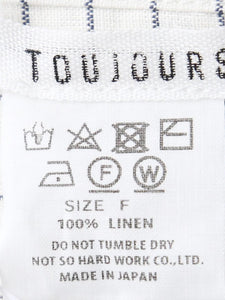 TOUJOURS
F W
SIZE F
100% LINEN
DO NOT TUMBLE DRY
NOT SO HARD WORK CO.,LTD.
MADE IN JAPAN